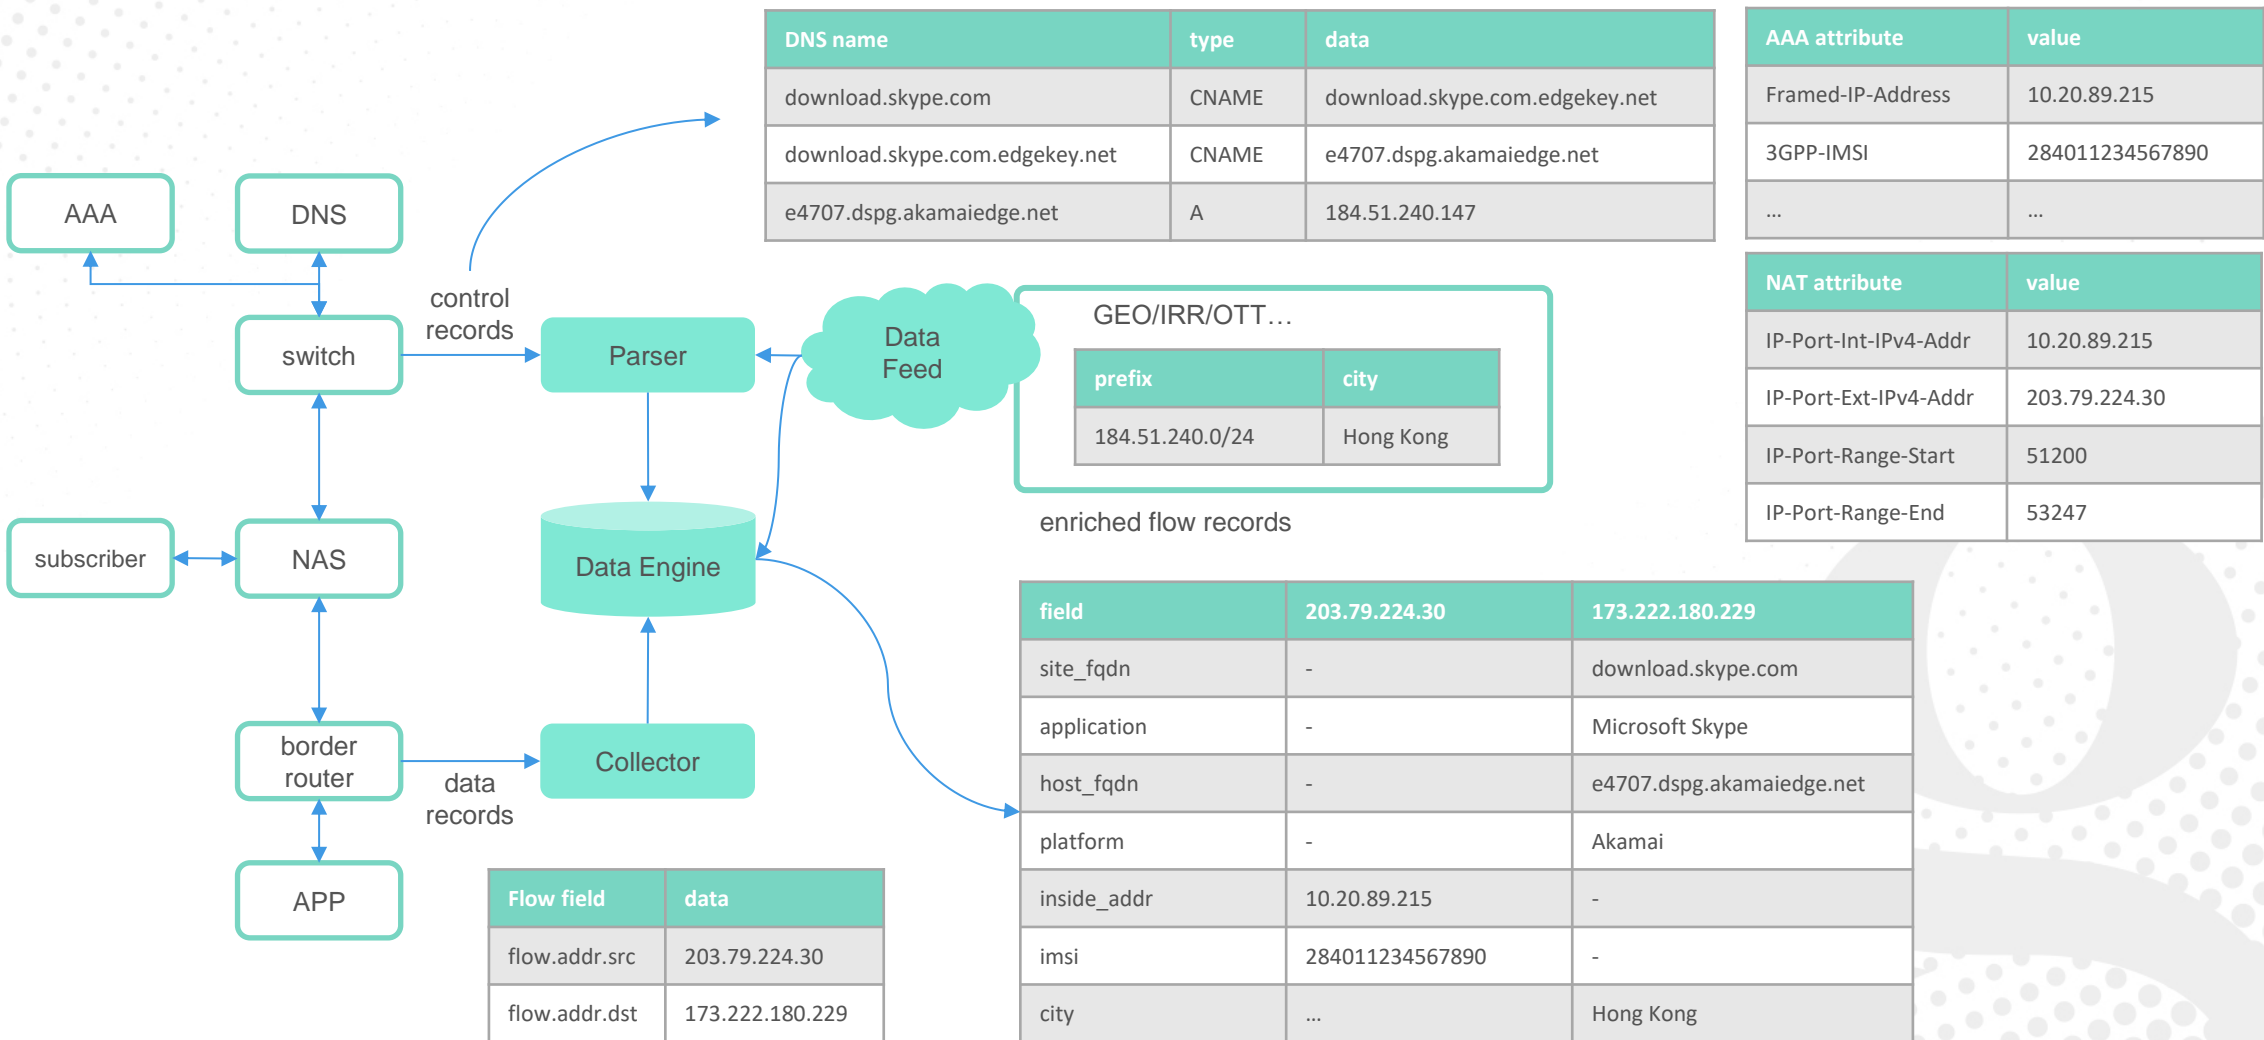 DNS name type data
download.skype.com CNAME download.skype.com.edgekey.net
download.skype.com.edgekey.net CNAME e4707.dspg.akamaiedge.net
e4707.dspg.akamaiedge.net A 184.51.240.147
AAA attribute value
Framed-IP-Address 10.20.89.215
3GPP-IMSI 284011234567890
... ...
NAT attribute value
IP-Port-Int-IPv4-Addr 10.20.89.215
IP-Port-Ext-IPv4-Addr 203.79.224.30
IP-Port-Range-Start 51200
IP-Port-Range-End 53247
AAA
DNS
control
records
switch
Parser
Data
Feed
GEO/IRR/OTT…
prefix city
184.51.240.0/24 Hong Kong
subscriber
NAS
Data Engine
enriched flow records
border
router
data
records
Collector
APP
Flow field data
flow.addr.src 203.79.224.30
flow.addr.dst 173.222.180.229
field 203.79.224.30 173.222.180.229
site_fqdn - download.skype.com
application - Microsoft Skype
host_fqdn - e4707.dspg.akamaiedge.net
platform - Akamai
inside_addr 10.20.89.215 -
imsi 284011234567890 -
city ... Hong Kong